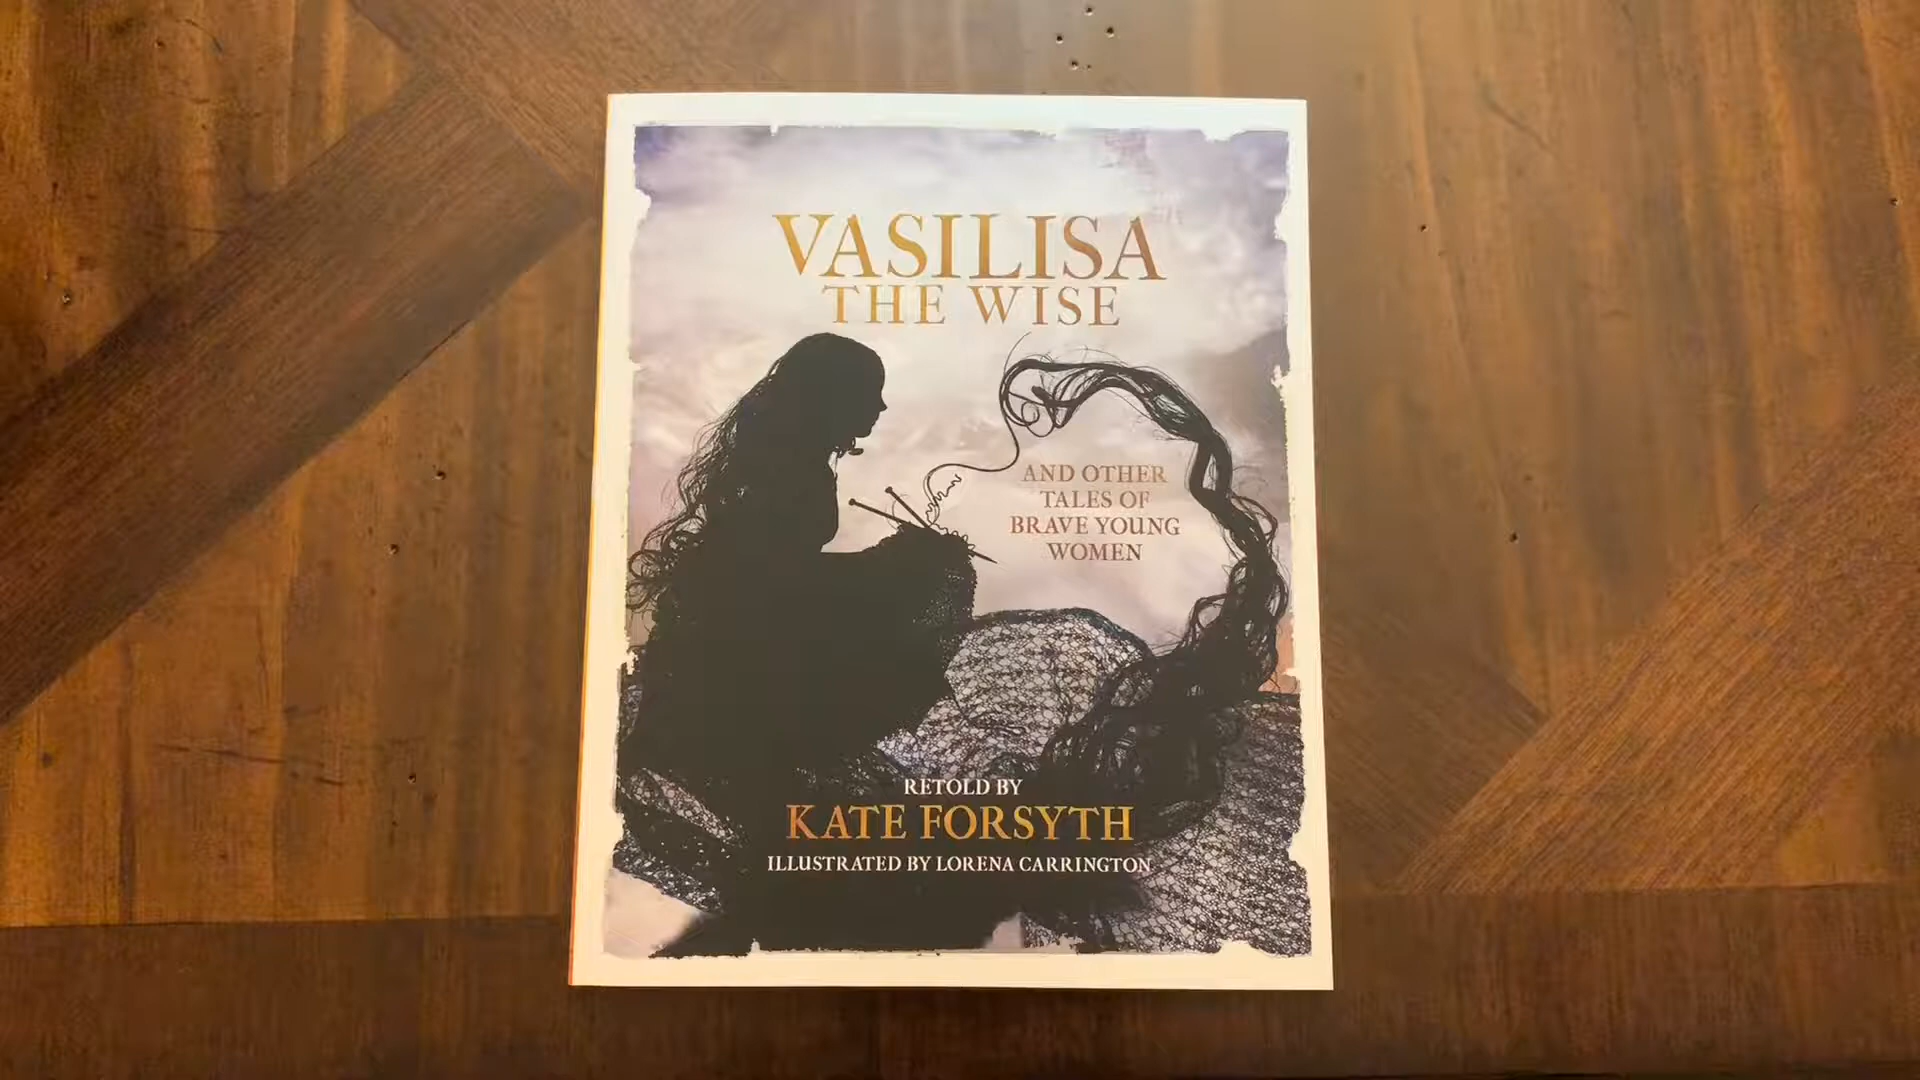 VASILISA
THE WISE
AND OTHER
TALES OF
BRAVE YOUNG
WOMEN
RETOLD BY
KATE FORSYTH
ILLUSTRATED BY LORENA CARRINGTON